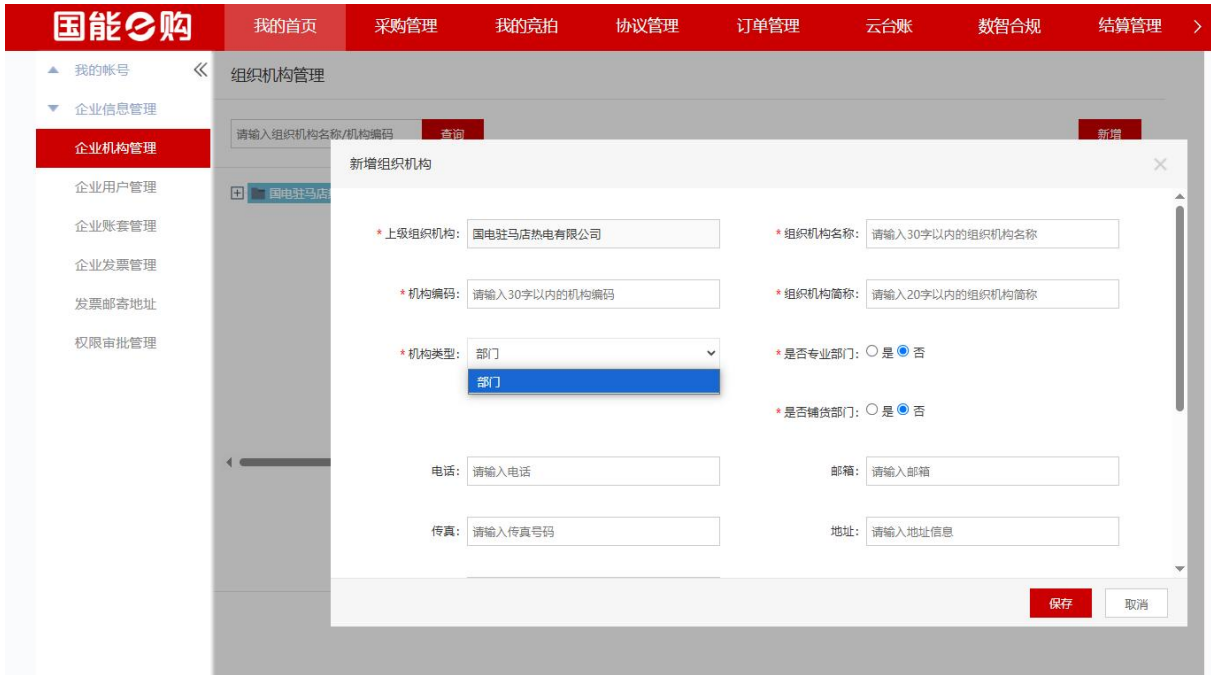 国能e购 我的首页 采购管理 我的竞拍 协议管理 订单管理 云台账 数智合规 结算管理
我的帐号
组织机构管理
企业信息管理
请输入组织机构名称/机构编码 查询 新增
企业机构管理
新增组织机构
企业用户管理
国电驻马店
企业账套管理
*上级组织机构: 国电驻马店热电有限公司 *组织机构名称: 请输入30字以内的组织机构名称
企业发票管理
发票邮寄地址
*机构编码: 请输入30字以内的机构编码 *组织机构简称: 请输入20字以内的组织机构简称
权限审批管理
*机构类型: 部门 *是否专业部门: 是 否
部门
*是否铺货部门: 是 否
电话: 请输入电话 邮箱: 请输入邮箱
传真: 请输入传真号码 地址: 请输入地址信息
保存 取消